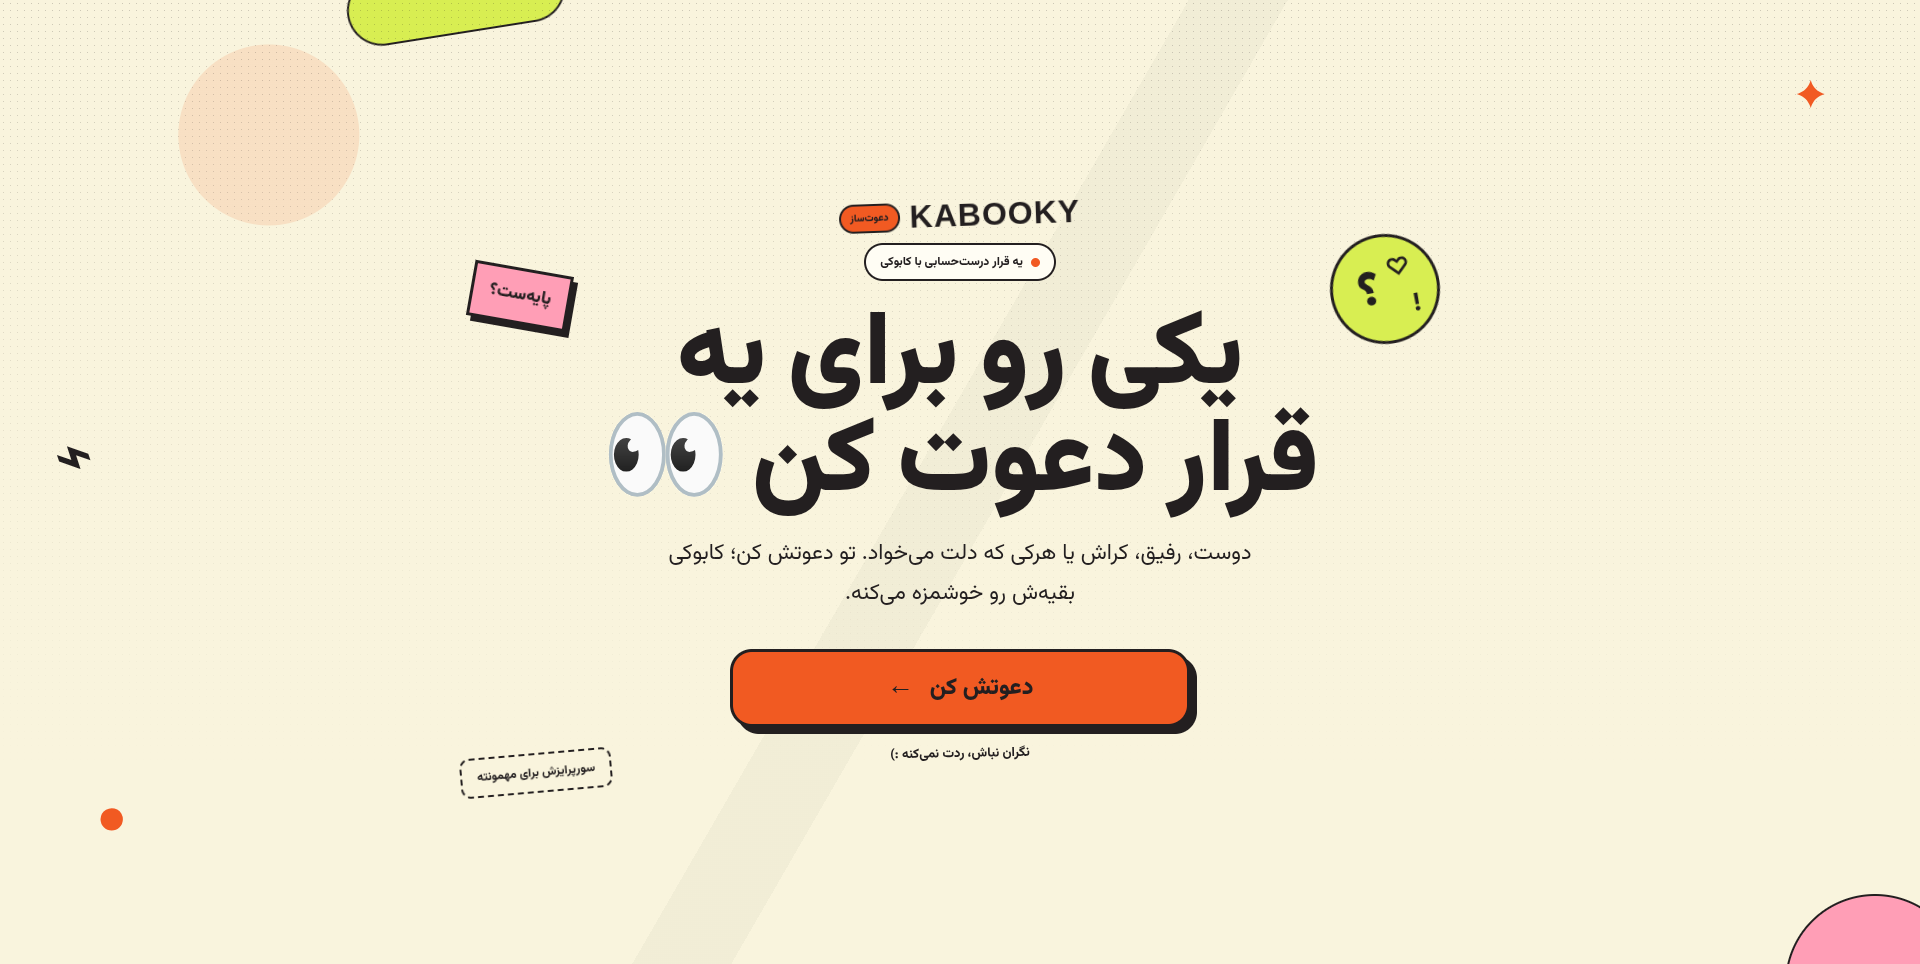 KABOOKY دعوت‌ساز
یه قرار درست‌حسابی با کابوکی
؟ !
پایه‌ست؟
یکی رو برای یه
قرار دعوت کن 👀
دوست، رفیق، کراش یا هرکی که دلت می‌خواد. تو دعوتش کن؛ کابوکی
بقیه‌ش رو خوشمزه می‌کنه.
دعوتش کن ←
نگران نباش، ردت نمی‌کنه :)
سورپرایزش برای مهمونته